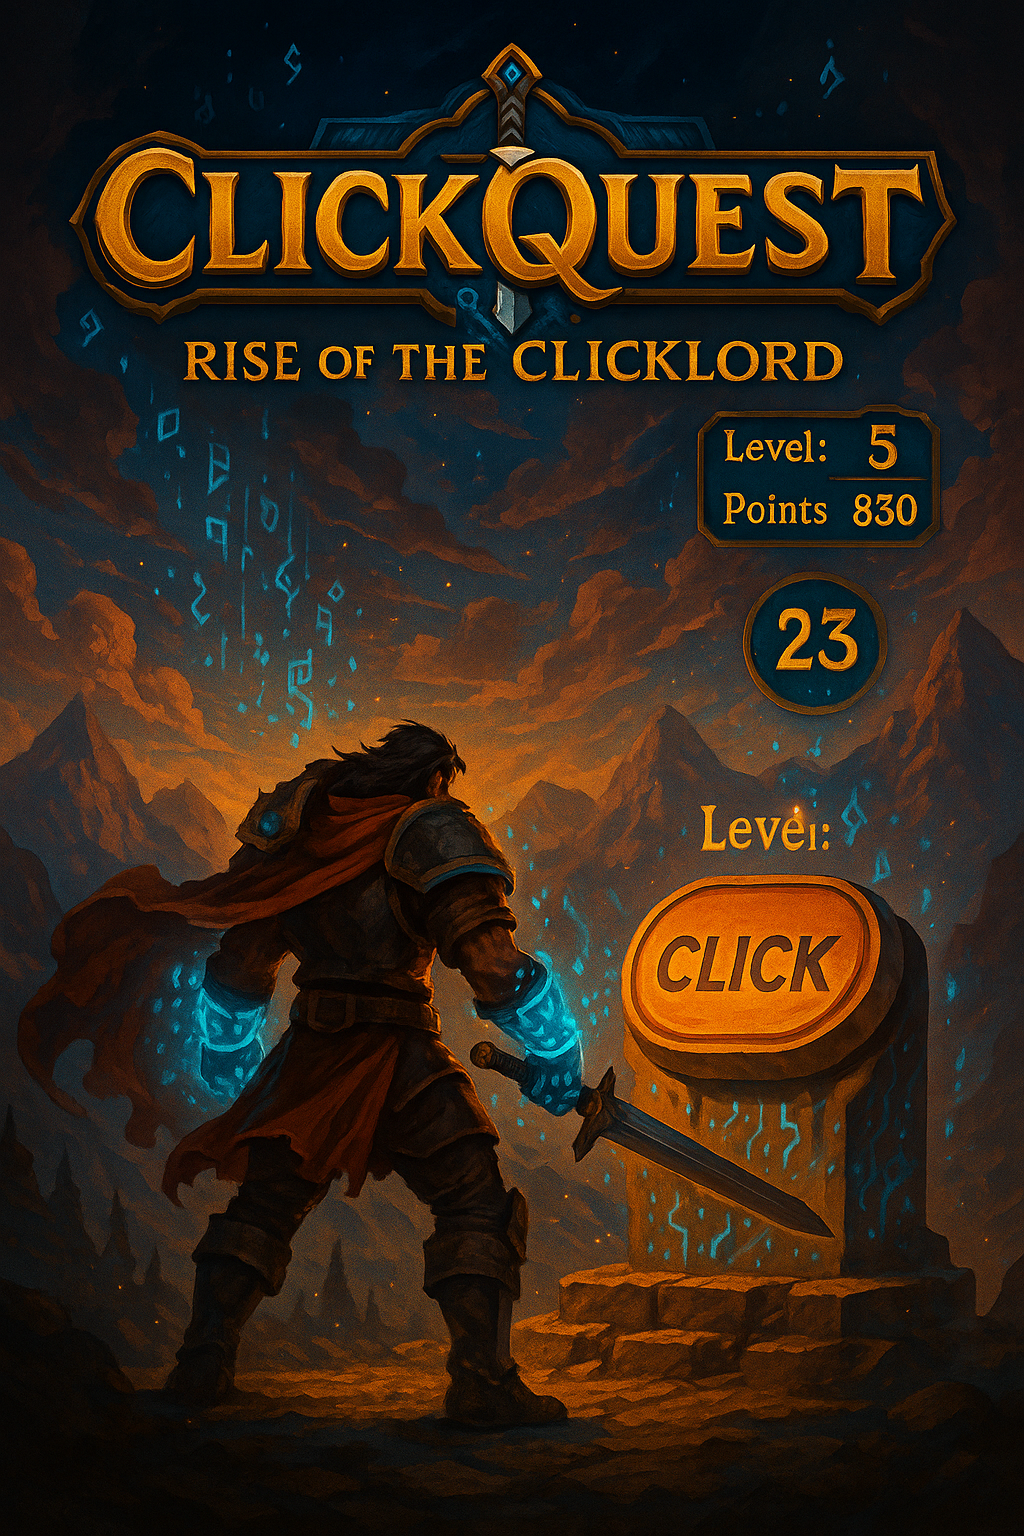 CLICKQUEST
RISE OF THE CLICKLORD
Level: 5
Points 830
23
Level:
CLICK